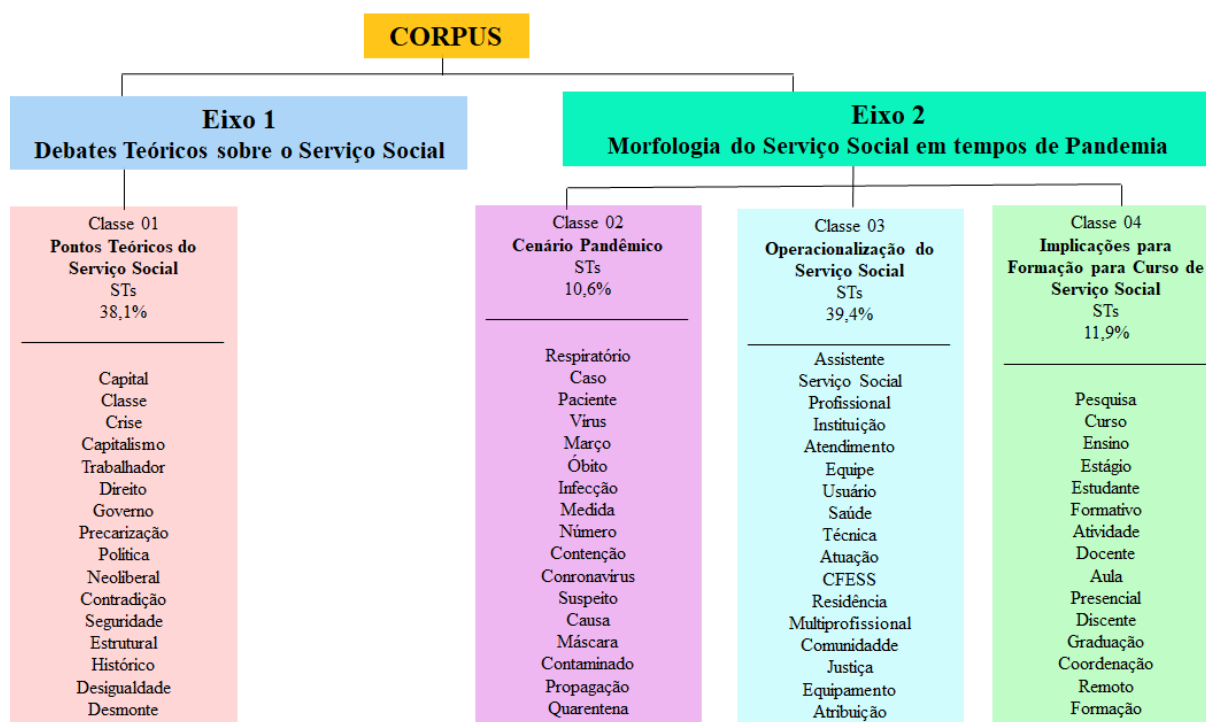 CORPUS
Eixo 1
Debates Teóricos sobre o Serviço Social
Eixo 2
Morfologia do Serviço Social em tempos de Pandemia
Classe 01
Pontos Teóricos do
Serviço Social
STs
38,1%
Capital
Classe
Crise
Capitalismo
Trabalhador
Direito
Governo
Precarização
Política
Neoliberal
Contradição
Seguridade
Estrutural
Histórico
Desigualdade
Desmonte
Classe 02
Cenário Pandêmico
STs
10,6%
Respiratório
Caso
Paciente
Vírus
Março
Óbito
Infecção
Medida
Número
Contenção
Conronavirus
Suspeito
Causa
Máscara
Contaminado
Propagação
Quarentena
Classe 03
Operacionalização do
Serviço Social
STs
39,4%
Assistente
Serviço Social
Profissional
Instituição
Atendimento
Equipe
Usuário
Saúde
Técnica
Atuação
CFESS
Residência
Multiprofissional
Comunidadde
Justiça
Equipamento
Atribuição
Classe 04
Implicações para
Formação para Curso de
Serviço Social
STs
11,9%
Pesquisa
Curso
Ensino
Estágio
Estudante
Formativo
Atividade
Docente
Aula
Presencial
Discente
Graduação
Coordenação
Remoto
Formação